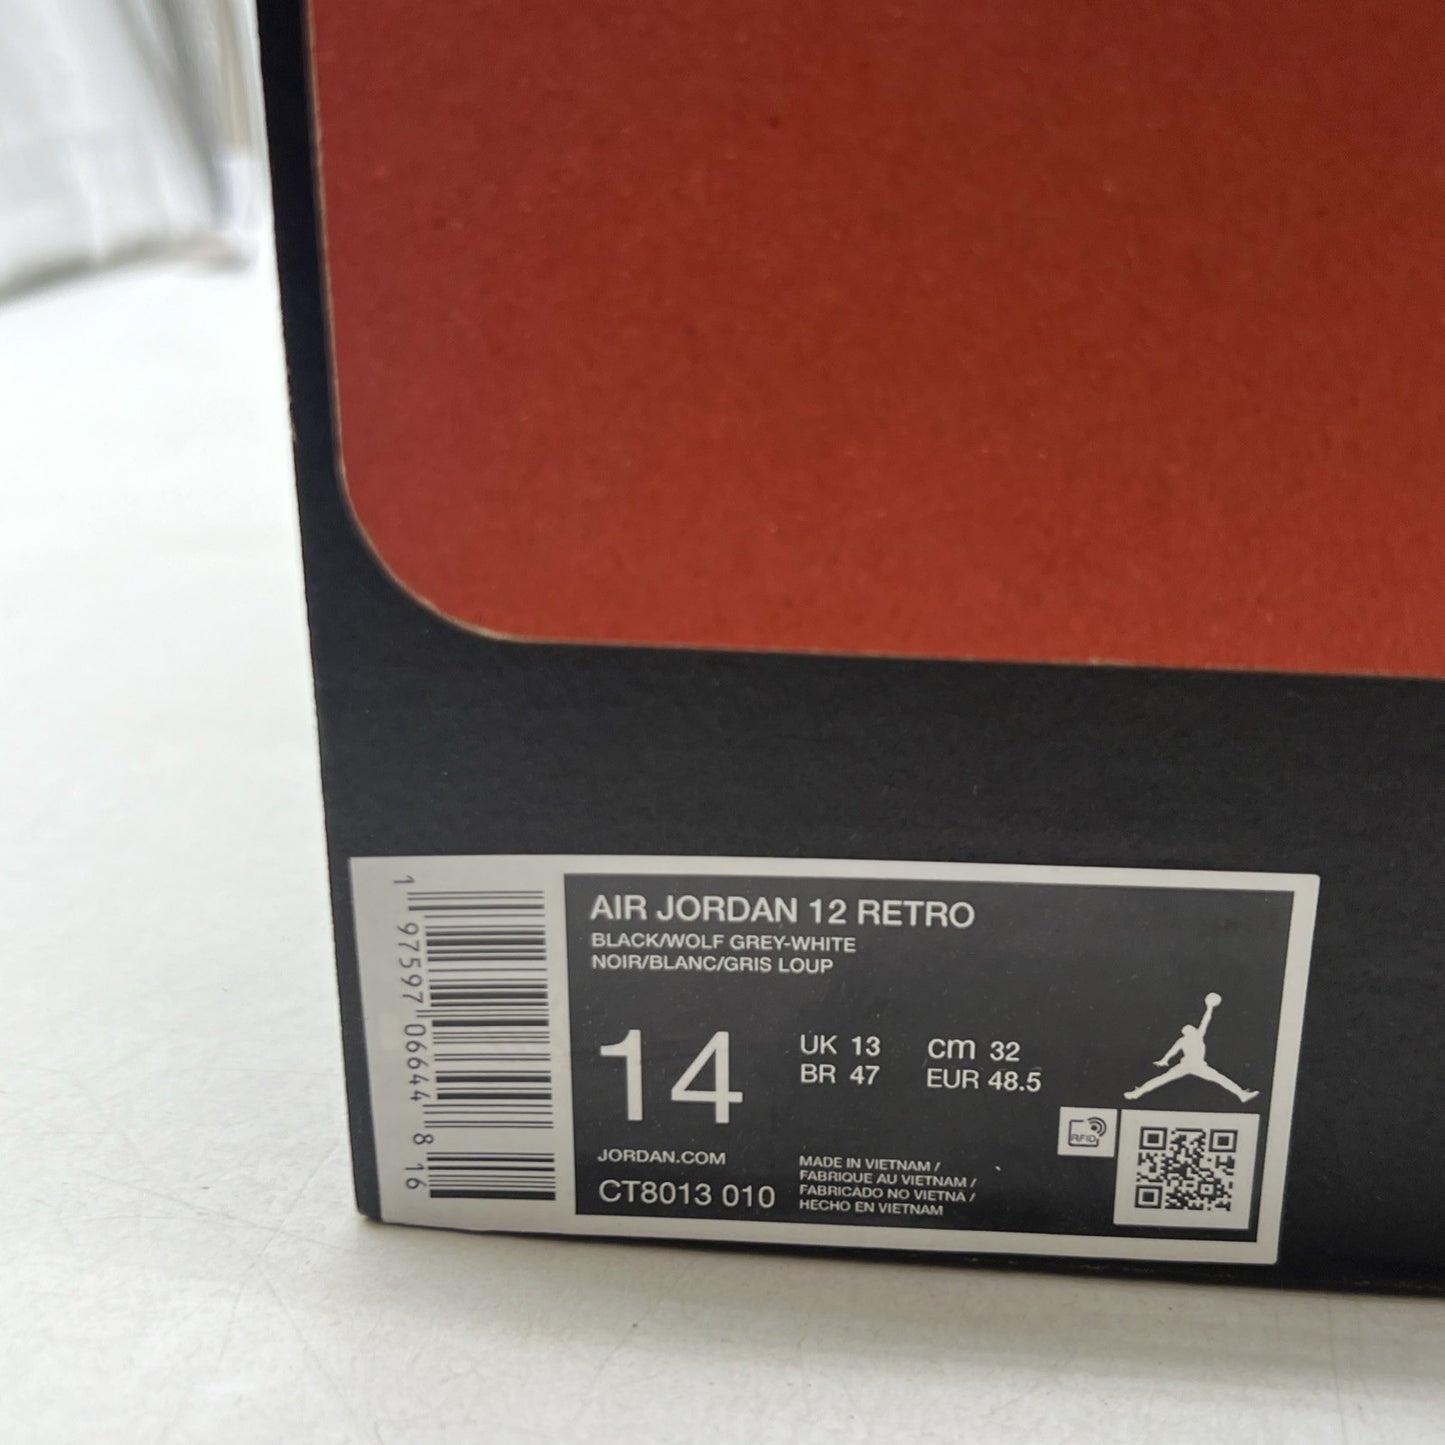 AIR JORDAN 12 RETRO
BLACK/WOLF GREY-WHITE
NOIR/BLANC/GRIS LOUP
14
UK 13
BR 47
cm 32
EUR 48.5
JORDAN.COM
CT8013 010
MADE IN VIETNAM /
FABRIQUE AU VIETNAM /
FABRICADO NO VIETNA /
HECHO EN VIETNAM
RFID
1 97597 06644 8 16